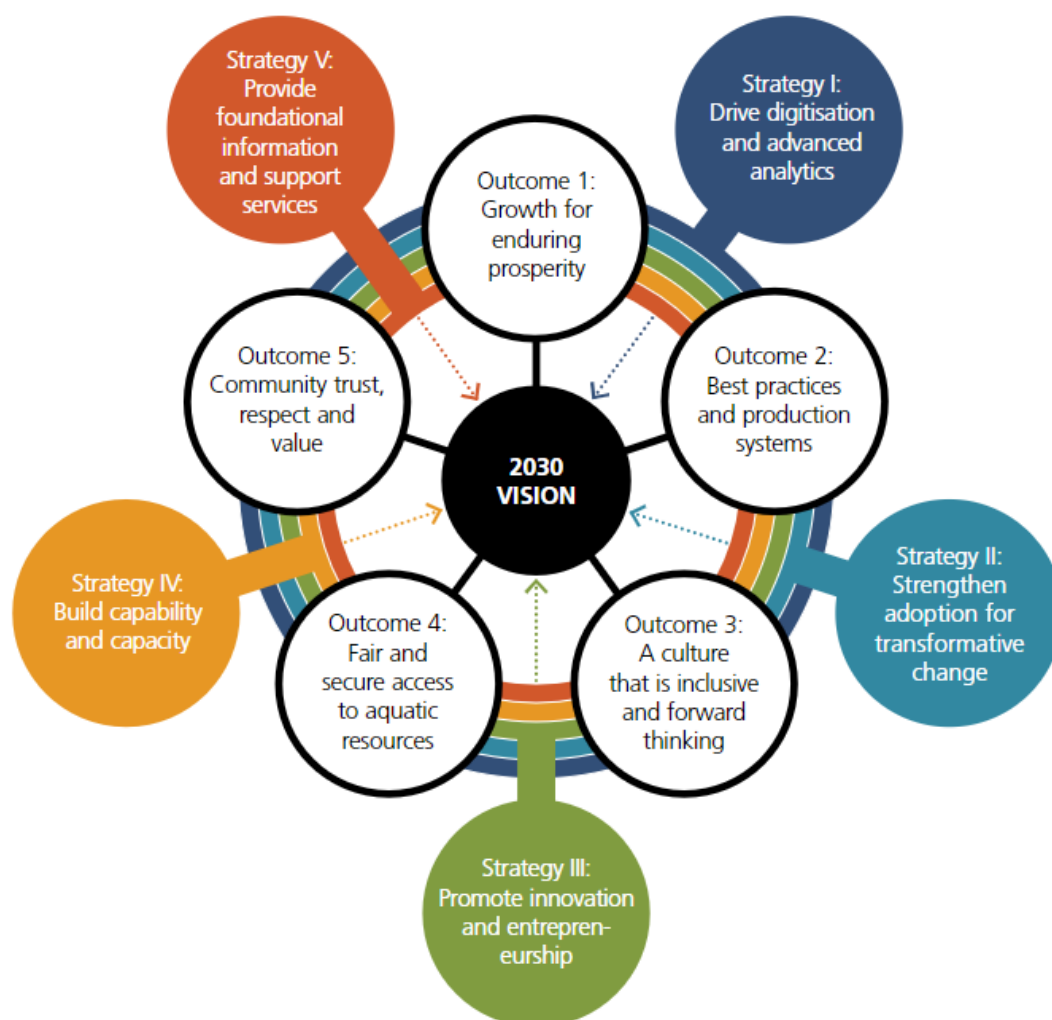 Strategy V:
Provide
foundational
information
and support
services
Strategy I:
Drive digitisation
and advanced
analytics
Outcome 1:
Growth for
enduring
prosperity
Outcome 5:
Community trust,
respect and
value
Outcome 2:
Best practices
and production
systems
2030
VISION
Strategy IV:
Build capability
and capacity
Strategy II:
Strengthen
adoption for
transformative
change
Outcome 4:
Fair and
secure access
to aquatic
resources
Outcome 3:
A culture
that is inclusive
and forward
thinking
Strategy III:
Promote innovation
and entrepren-
eurship